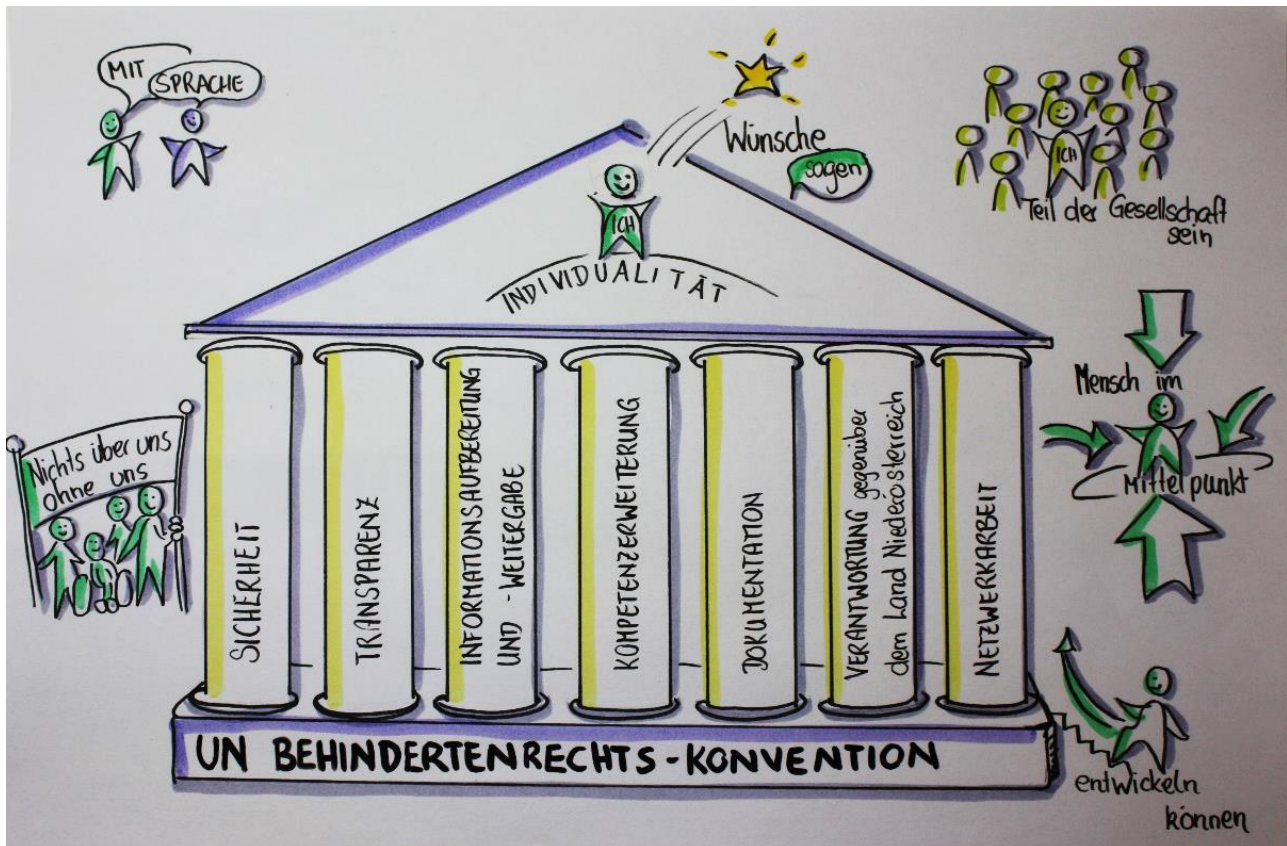 MIT
SPRACHE
Wünsche
sagen
ICH
Teil der Gesellschaft
sein
ICH
INDIVIDUALITÄT
Mensch im
Mittelpunkt
Nichts über uns
ohne uns
SICHERHEIT
TRANSPARENZ
INFORMATIONSAUFBEREITUNG
UND -WEITERGABE
KOMPETENZERWEITERUNG
DOKUMENTATION
VERANTWORTUNG gegenüber
dem Land Niederösterreich
NETZWERKARBEIT
UN BEHINDERTENRECHTS-KONVENTION
entwickeln
können